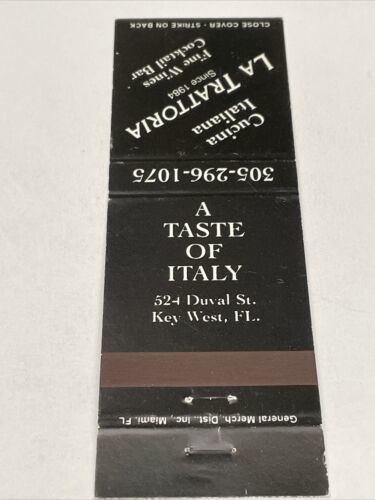 CLOSE COVER - STRIKE ON BACK
Cucina
Italiana
LA TRATTORIA
Since 1984
Fine Wines
Cocktail Bar
305-296-1075
A
TASTE
OF
ITALY
524 Duval St.
Key West, FL.
General Merch. Dist., Inc., Miami, FL